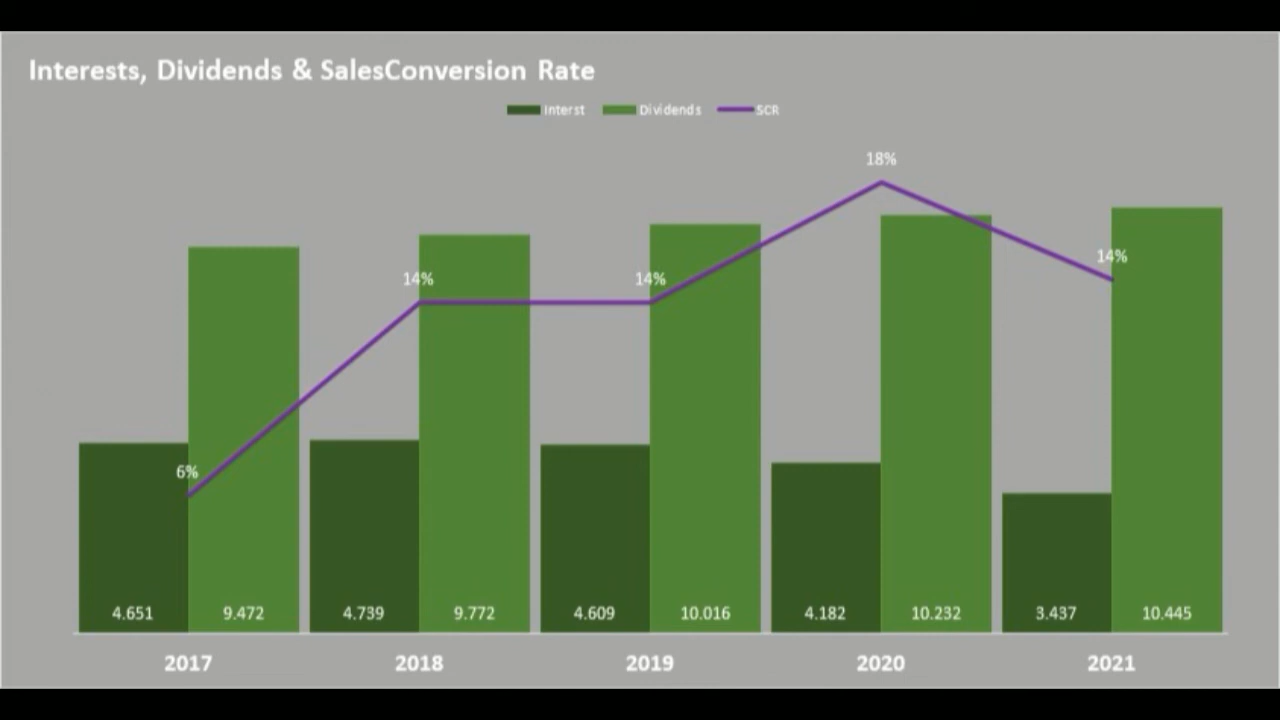 Interests, Dividends & SalesConversion Rate
Interst Dividends SCR
18%
14% 14% 14%
6%
4.651 9.472 4.739 9.772 4.609 10.016 4.182 10.232 3.437 10.445
2017 2018 2019 2020 2021